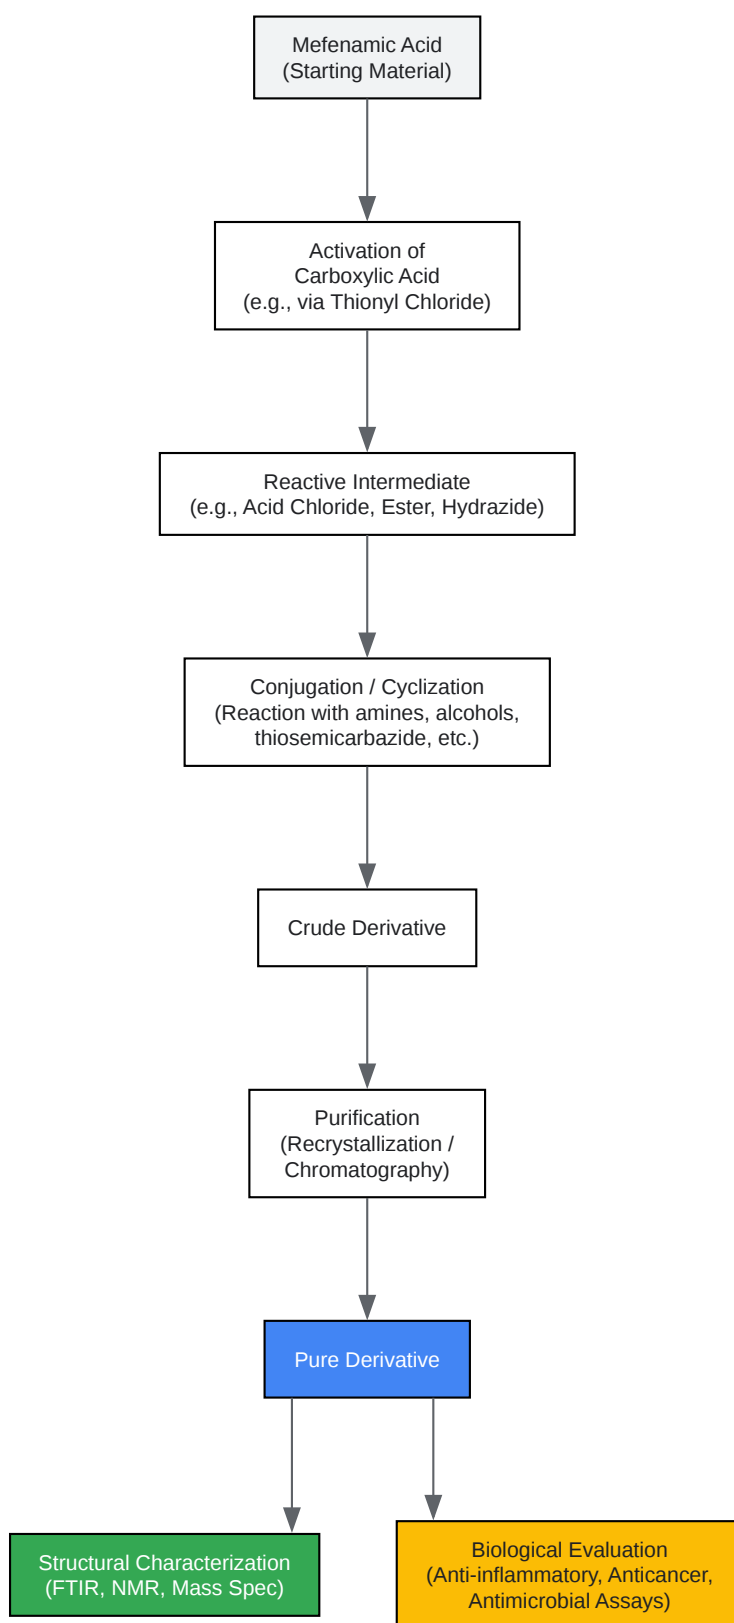 Mefenamic Acid
(Starting Material)
Activation of
Carboxylic Acid
(e.g., via Thionyl Chloride)
Reactive Intermediate
(e.g., Acid Chloride, Ester, Hydrazide)
Conjugation / Cyclization
(Reaction with amines, alcohols,
thiosemicarbazide, etc.)
Crude Derivative
Purification
(Recrystallization /
Chromatography)
Pure Derivative
Structural Characterization
(FTIR, NMR, Mass Spec)
Biological Evaluation
(Anti-inflammatory, Anticancer,
Antimicrobial Assays)